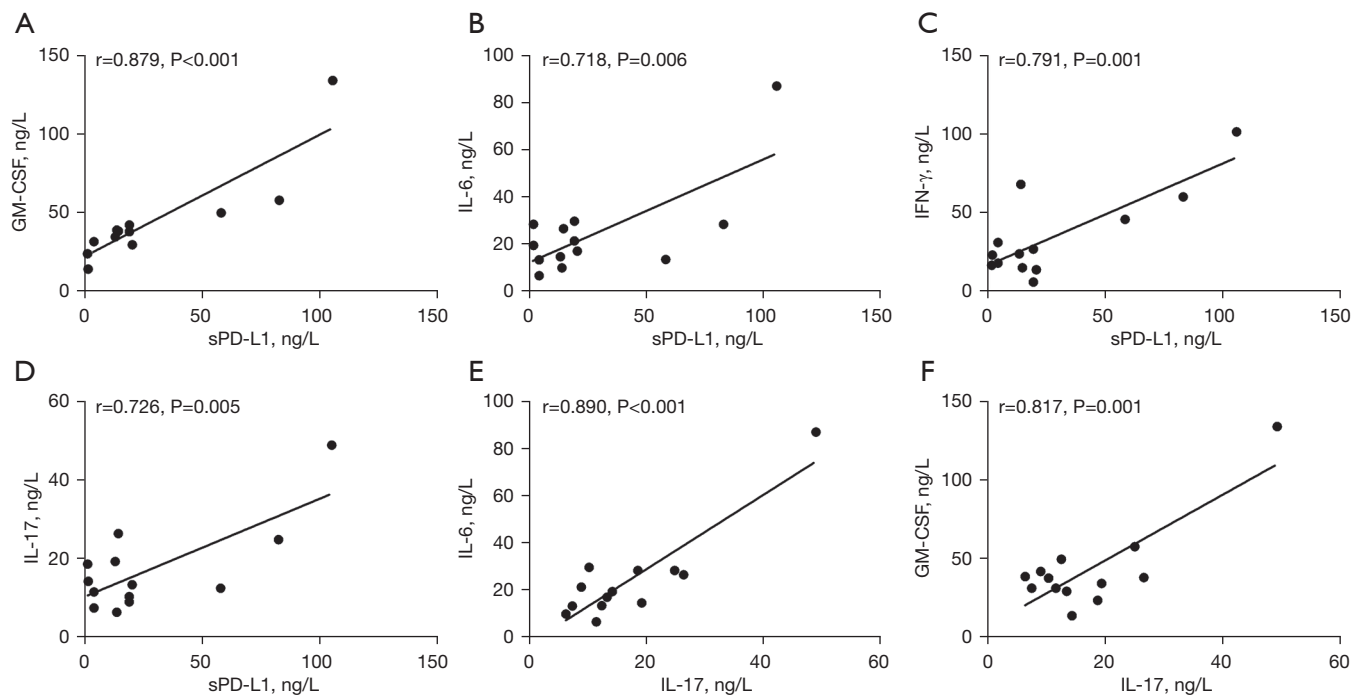 A
r=0.879, P<0.001
GM-CSF, ng/L
150
100
50
0
0 50 100 150
sPD-L1, ng/L
B
r=0.718, P=0.006
IL-6, ng/L
100
80
60
40
20
0
0 50 100 150
sPD-L1, ng/L
C
r=0.791, P=0.001
IFN-γ, ng/L
150
100
50
0
0 50 100 150
sPD-L1, ng/L
D
r=0.726, P=0.005
IL-17, ng/L
60
40
20
0
0 50 100 150
sPD-L1, ng/L
E
r=0.890, P<0.001
IL-6, ng/L
100
80
60
40
20
0
0 20 40 60
IL-17, ng/L
F
r=0.817, P=0.001
GM-CSF, ng/L
150
100
50
0
0 20 40 60
IL-17, ng/L